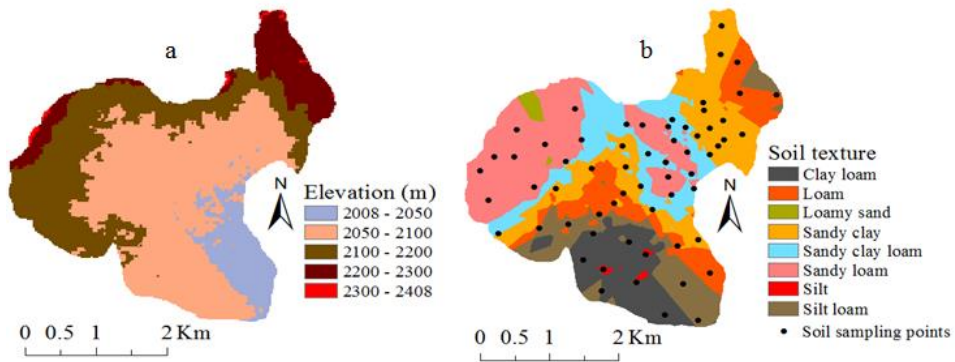 a
N
Elevation (m)
2008 - 2050
2050 - 2100
2100 - 2200
2200 - 2300
2300 - 2408
0 0.5 1 2 Km
b
N
Soil texture
Clay loam
Loam
Loamy sand
Sandy clay
Sandy clay loam
Sandy loam
Silt
Silt loam
Soil sampling points
0 0.5 1 2 Km